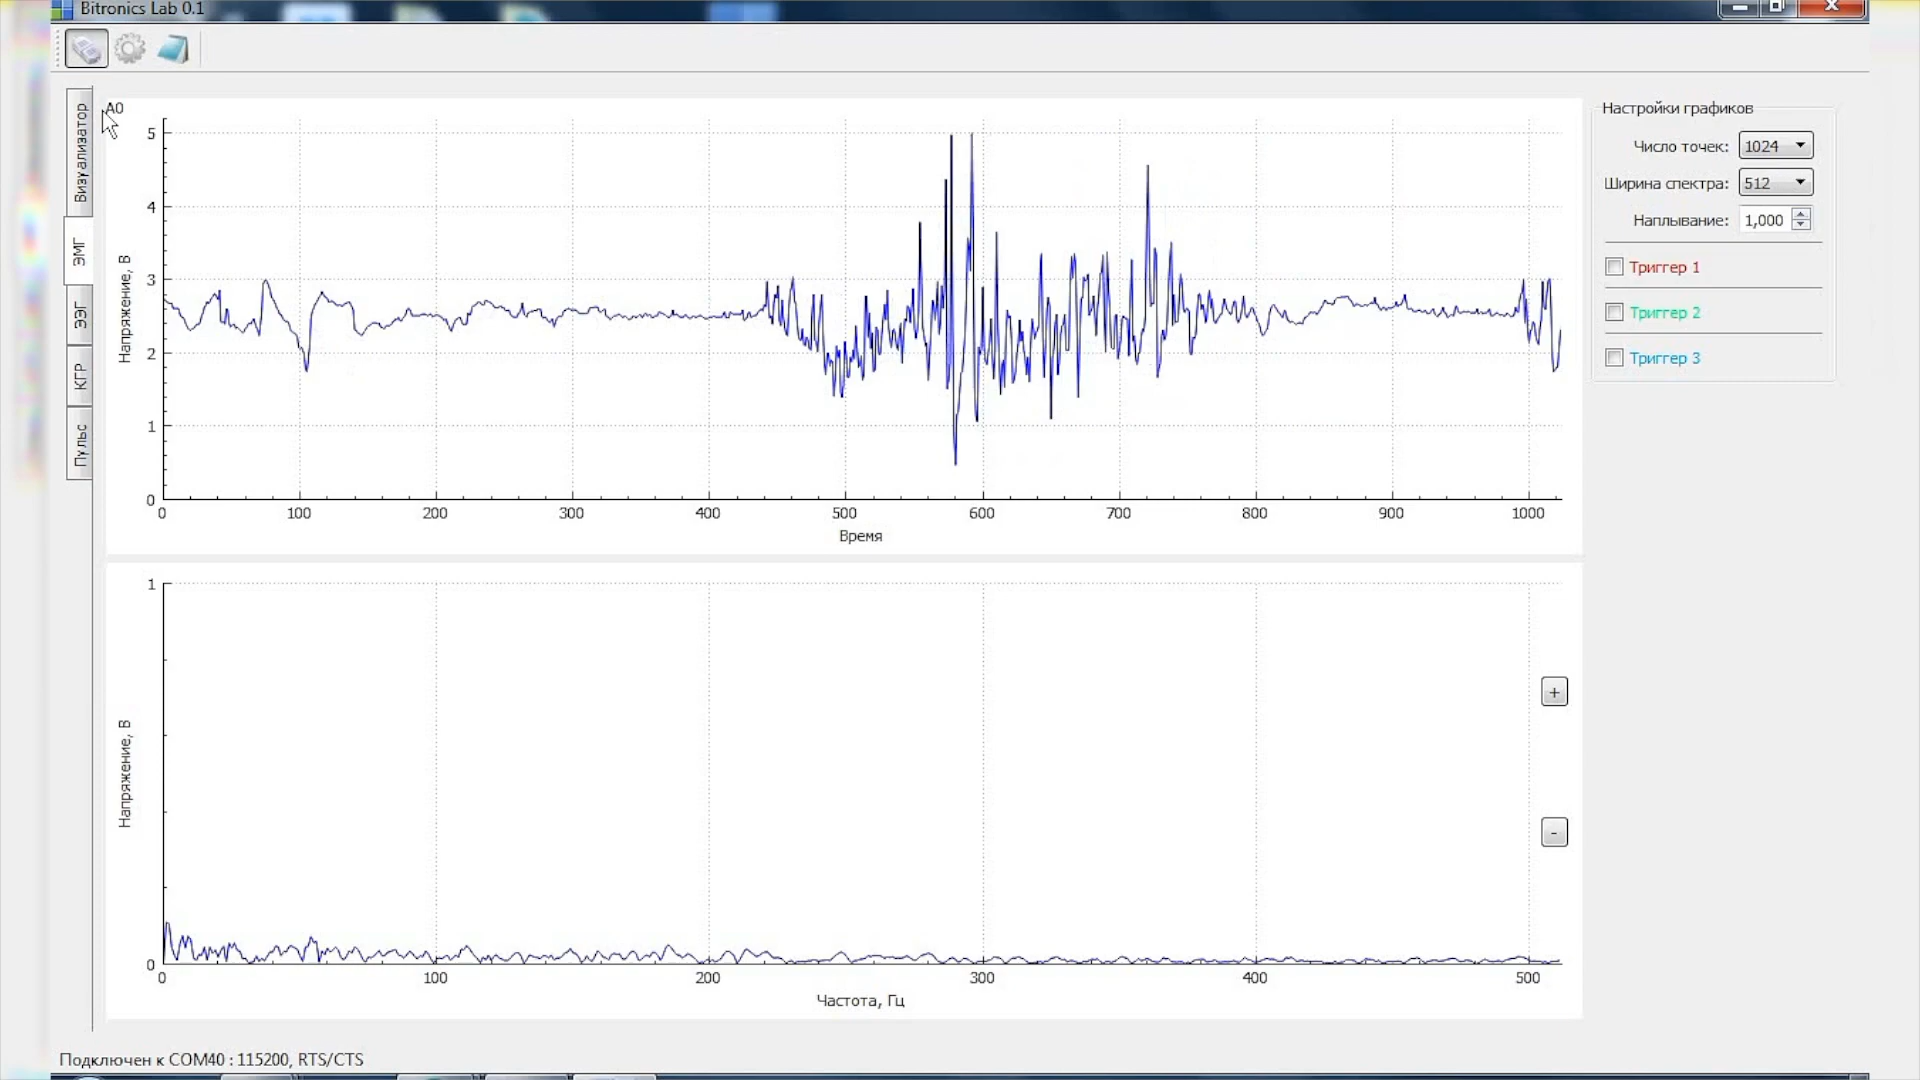 Bitronics Lab 0.1
Визуализатор
ЭМГ
ЭЭГ
КГР
Пульс
A0
Напряжение, В
5
4
3
2
1
0
0 100 200 300 400 500 600 700 800 900 1000
Время
Напряжение, В
1
0
0 100 200 300 400 500
Частота, Гц
+
-
Настройки графиков
Число точек: 1024
Ширина спектра: 512
Наплывание: 1,000
Триггер 1
Триггер 2
Триггер 3
Подключен к COM40 : 115200, RTS/CTS